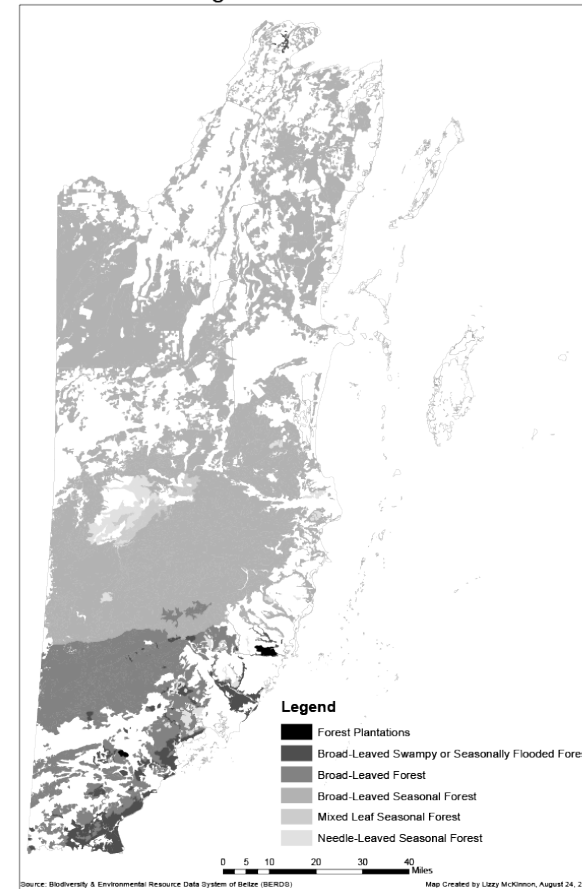 Legend
Forest Plantations
Broad-Leaved Swampy or Seasonally Flooded Fores
Broad-Leaved Forest
Broad-Leaved Seasonal Forest
Mixed Leaf Seasonal Forest
Needle-Leaved Seasonal Forest
0 5 10 20 30 40
Miles
Source: Biodiversity & Environmental Resource Data System of Belize (BERDS)
Map Created by Lizzy McKinnon, August 24, 2